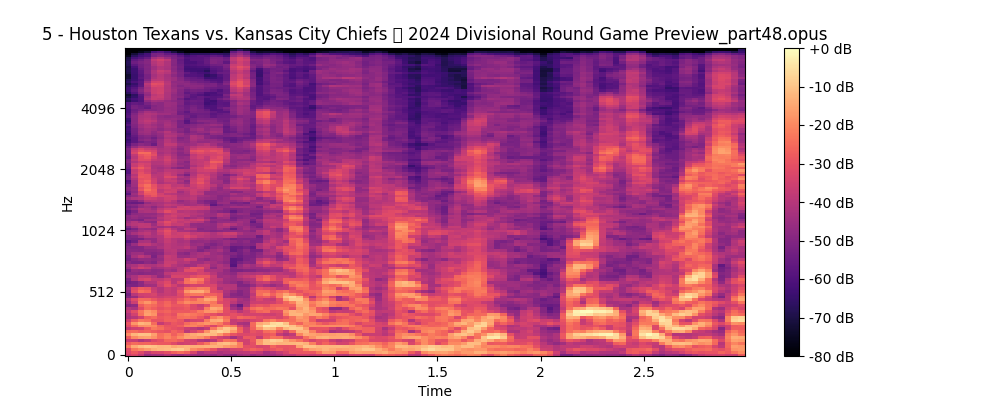 5 - Houston Texans vs. Kansas City Chiefs 2024 Divisional Round Game Preview_part48.opus
+0 dB
4096
2048
1024
512
0
Hz
-10 dB
-20 dB
-30 dB
-40 dB
-50 dB
-60 dB
-70 dB
-80 dB
0
0.5
1
1.5
2
2.5
Time